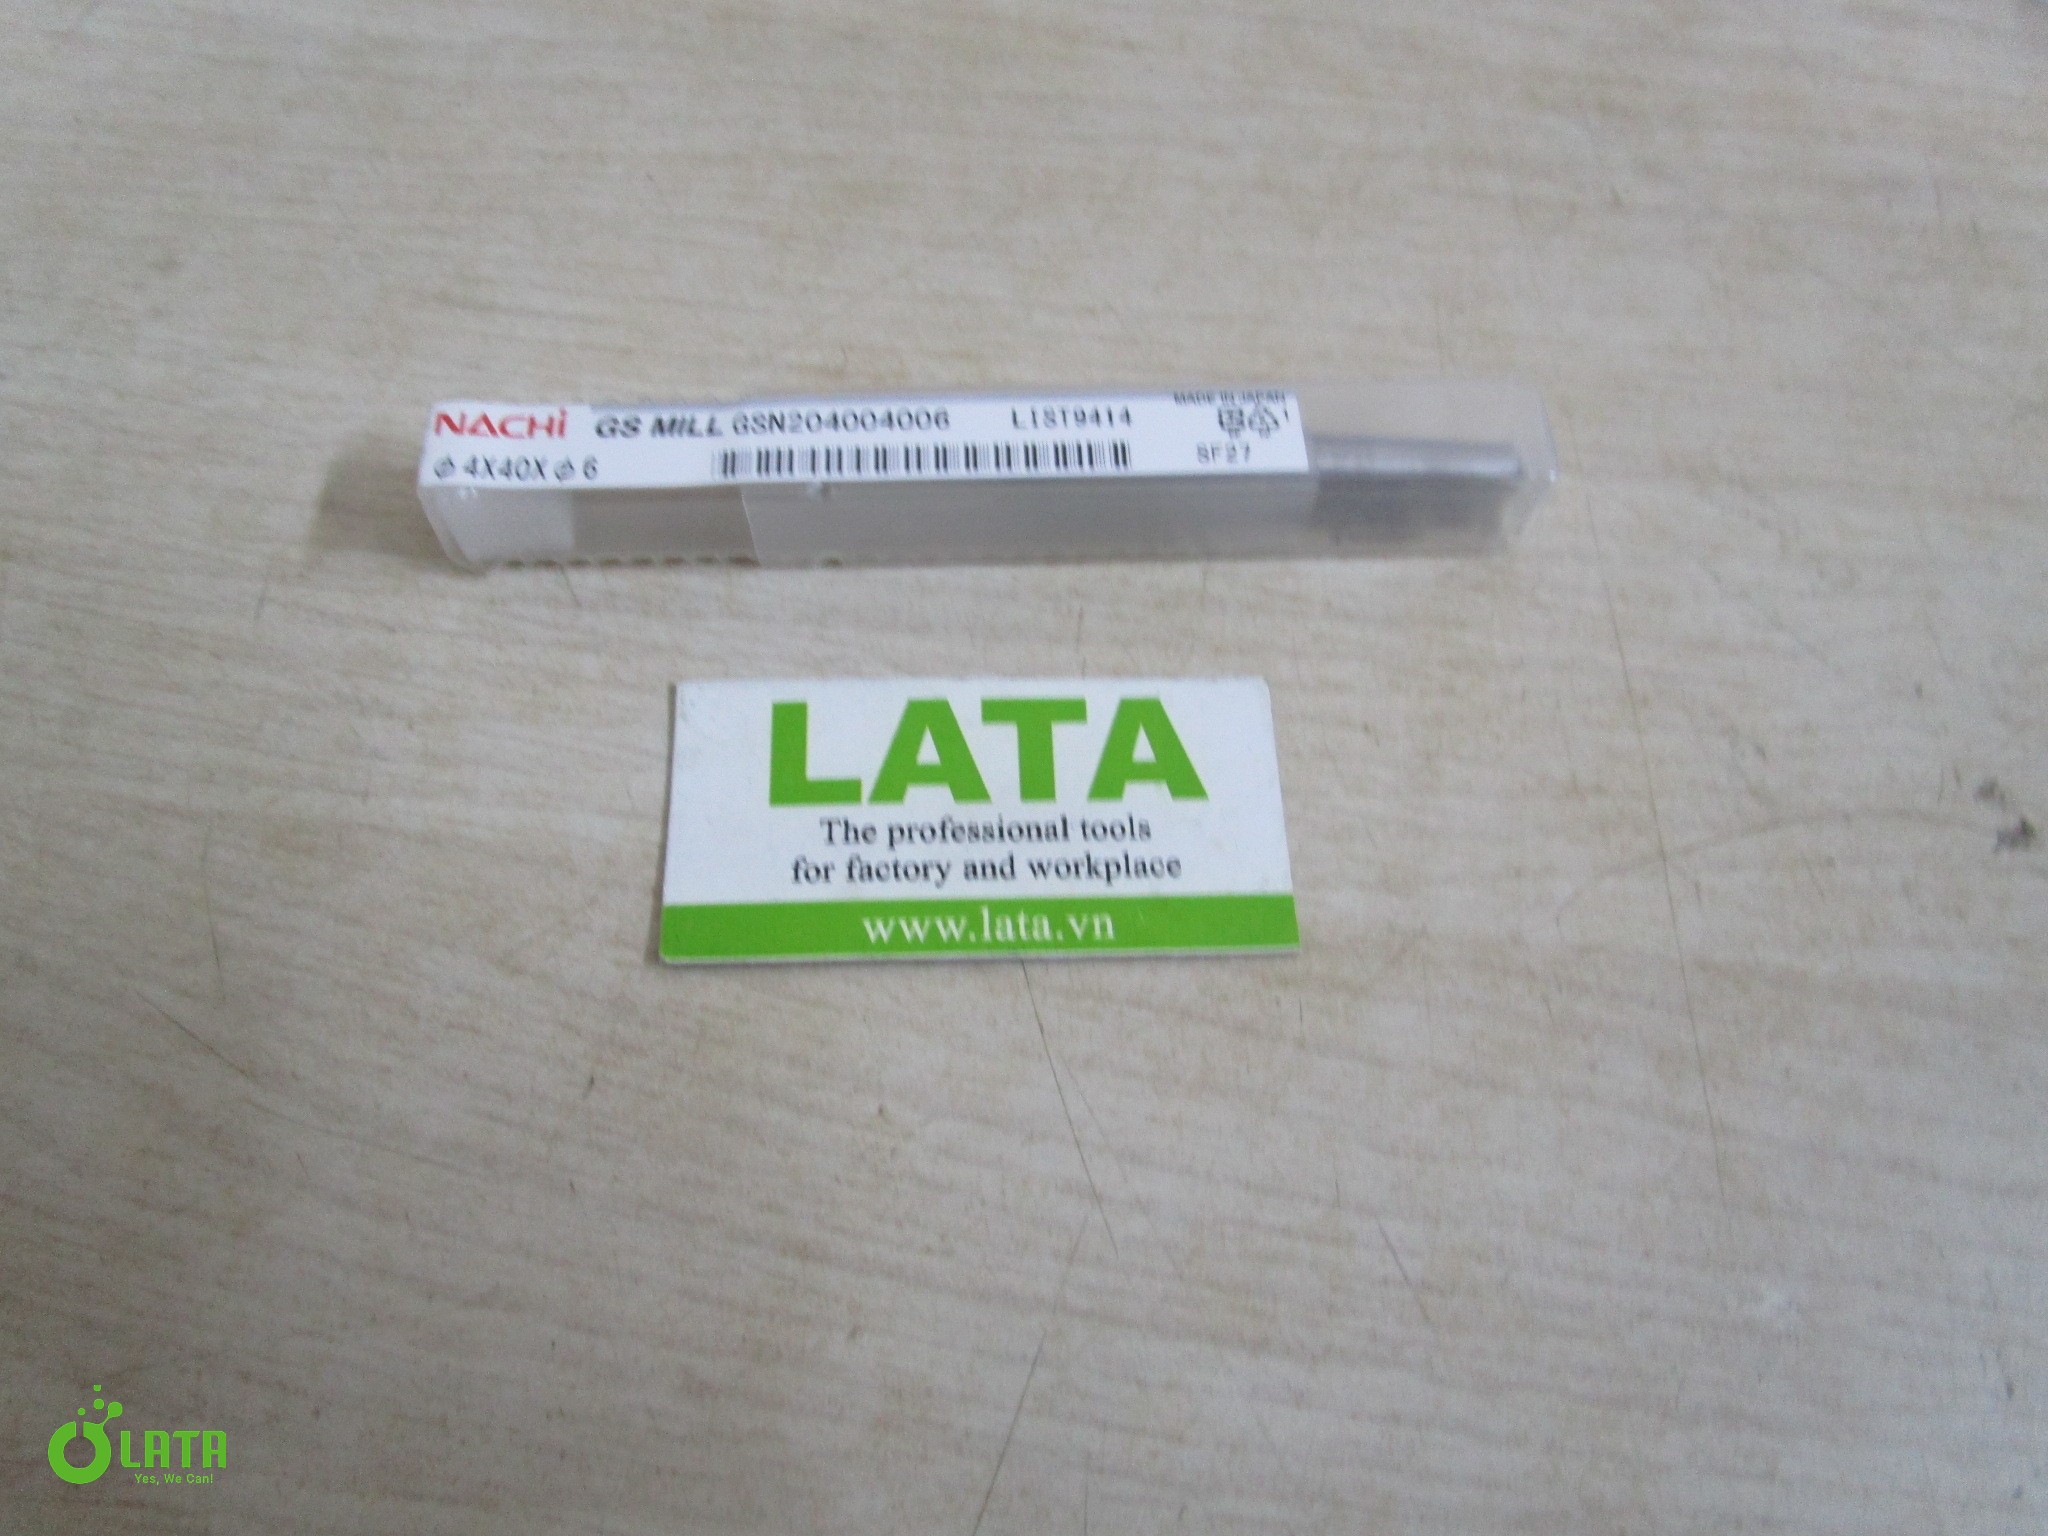 MADE IN JAPAN
NACHi GS MILL GSN204004006 LIST9414
1
φ 4X40X φ 6
SF27
LATA
The professional tools
for factory and workplace
www.lata.vn
LATA
Yes, We Can!